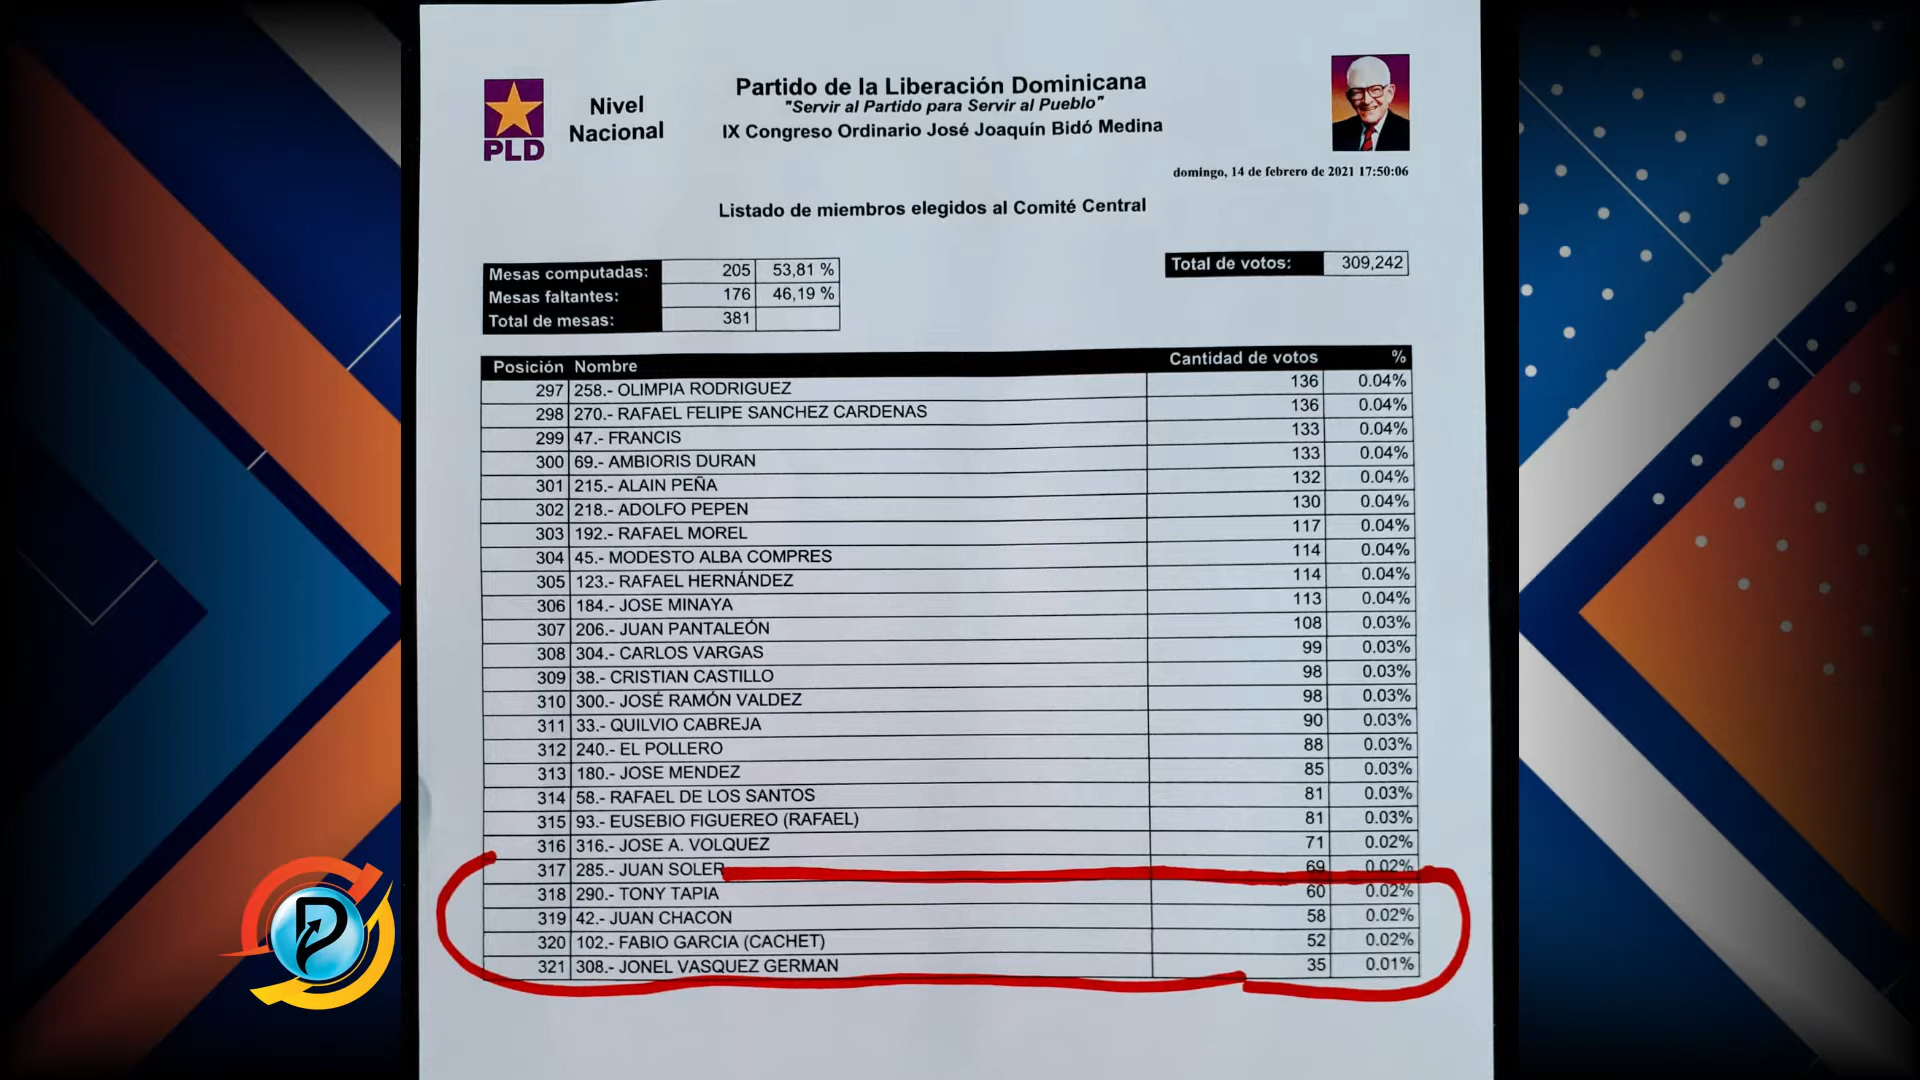 PLD
Nivel
Nacional
Partido de la Liberación Dominicana
"Servir al Partido para Servir al Pueblo"
IX Congreso Ordinario José Joaquín Bidó Medina
domingo, 14 de febrero de 2021 17:50:06
Listado de miembros elegidos al Comité Central
Mesas computadas: 205 53,81 %
Mesas faltantes: 176 46,19 %
Total de mesas: 381
Total de votos: 309,242
Posición Nombre Cantidad de votos %
297 258.- OLIMPIA RODRIGUEZ 136 0.04%
298 270.- RAFAEL FELIPE SANCHEZ CARDENAS 136 0.04%
299 47.- FRANCIS 133 0.04%
300 69.- AMBIORIS DURAN 133 0.04%
301 215.- ALAIN PEÑA 132 0.04%
302 218.- ADOLFO PEPEN 130 0.04%
303 192.- RAFAEL MOREL 117 0.04%
304 45.- MODESTO ALBA COMPRES 114 0.04%
305 123.- RAFAEL HERNÁNDEZ 114 0.04%
306 184.- JOSE MINAYA 113 0.04%
307 206.- JUAN PANTALEÓN 108 0.03%
308 304.- CARLOS VARGAS 99 0.03%
309 38.- CRISTIAN CASTILLO 98 0.03%
310 300.- JOSÉ RAMÓN VALDEZ 98 0.03%
311 33.- QUILVIO CABREJA 90 0.03%
312 240.- EL POLLERO 88 0.03%
313 180.- JOSE MENDEZ 85 0.03%
314 58.- RAFAEL DE LOS SANTOS 81 0.03%
315 93.- EUSEBIO FIGUEREO (RAFAEL) 81 0.03%
316 316.- JOSE A. VOLQUEZ 71 0.02%
317 285.- JUAN SOLER 69 0.02%
318 290.- TONY TAPIA 60 0.02%
319 42.- JUAN CHACON 58 0.02%
320 102.- FABIO GARCIA (CACHET) 52 0.02%
321 308.- JONEL VASQUEZ GERMAN 35 0.01%
P